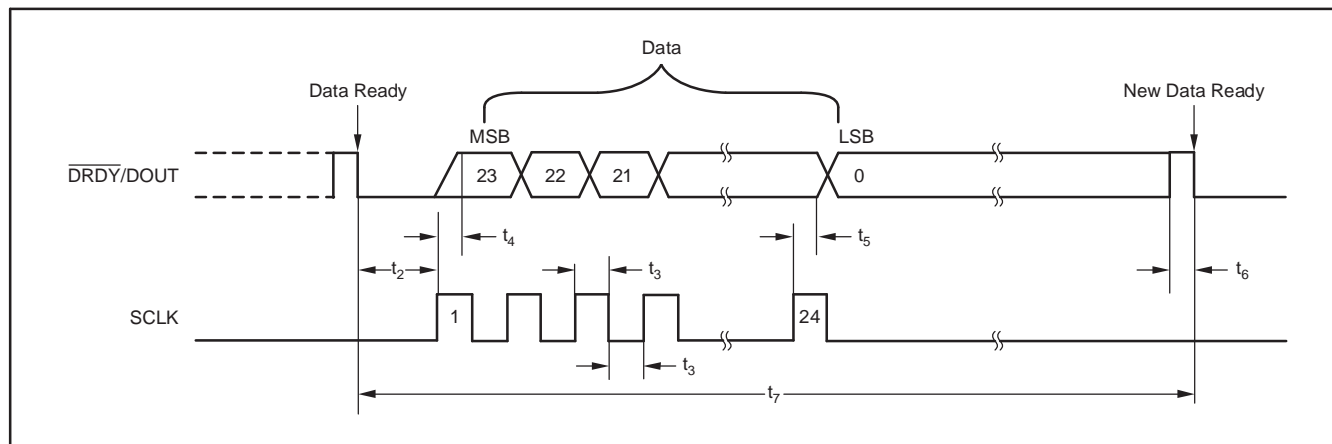 Data
Data Ready
New Data Ready
MSB
LSB
DRDY/DOUT
23
22
21
0
t4
t5
t2
t3
t6
SCLK
1
24
t3
t7